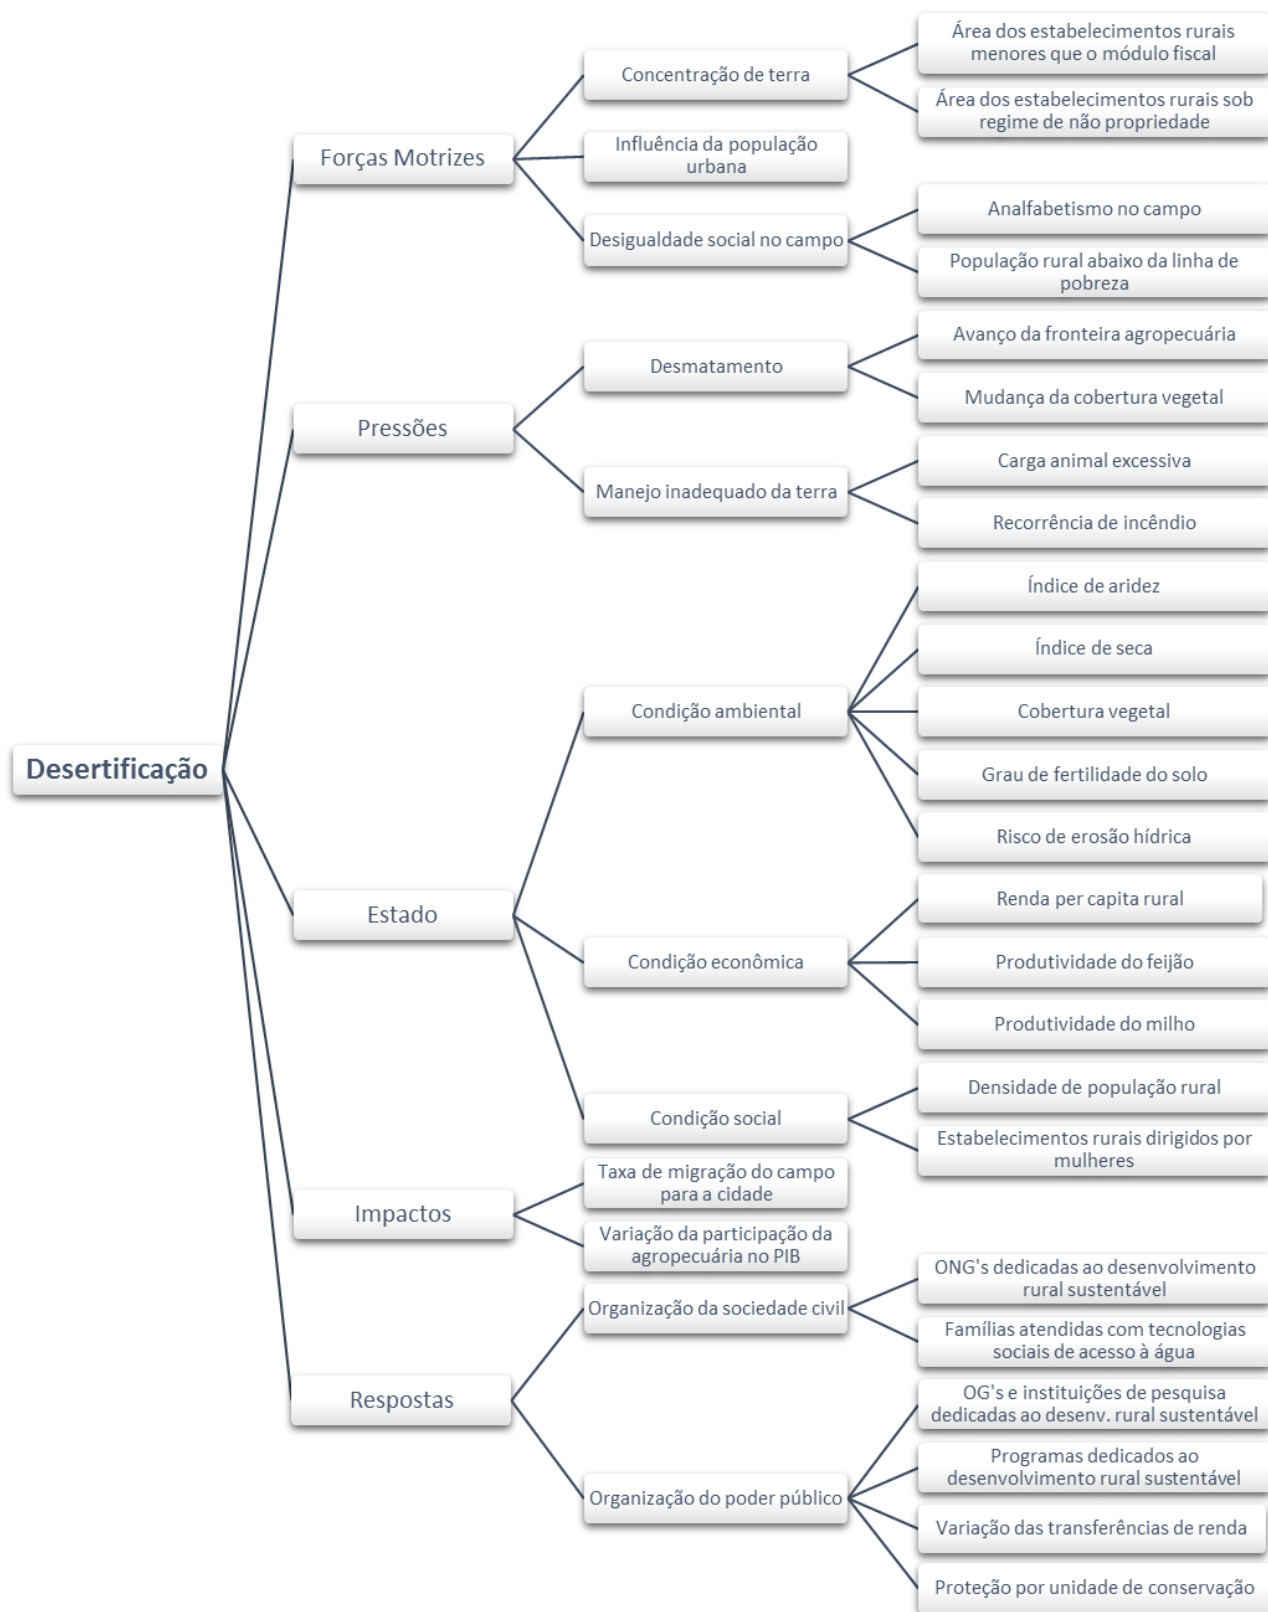 Área dos estabelecimentos rurais
menores que o módulo fiscal
Concentração de terra
Área dos estabelecimentos rurais sob
regime de não propriedade
Forças Motrizes
Influência da população
urbana
Analfabetismo no campo
Desigualdade social no campo
População rural abaixo da linha de
pobreza
Avanço da fronteira agropecuária
Desmatamento
Mudança da cobertura vegetal
Pressões
Carga animal excessiva
Manejo inadequado da terra
Recorrência de incêndio
Índice de aridez
Índice de seca
Condição ambiental
Cobertura vegetal
Grau de fertilidade do solo
Desertificação
Risco de erosão hídrica
Renda per capita rural
Estado
Condição econômica
Produtividade do feijão
Produtividade do milho
Densidade de população rural
Condição social
Estabelecimentos rurais dirigidos por
mulheres
Taxa de migração do campo
para a cidade
Impactos
Variação da participação da
agropecuária no PIB
ONG's dedicadas ao desenvolvimento
rural sustentável
Organização da sociedade civil
Famílias atendidas com tecnologias
sociais de acesso à água
Respostas
OG's e instituições de pesquisa
dedicadas ao desenv. rural sustentável
Programas dedicados ao
desenvolvimento rural sustentável
Organização do poder público
Variação das transferências de renda
Proteção por unidade de conservação